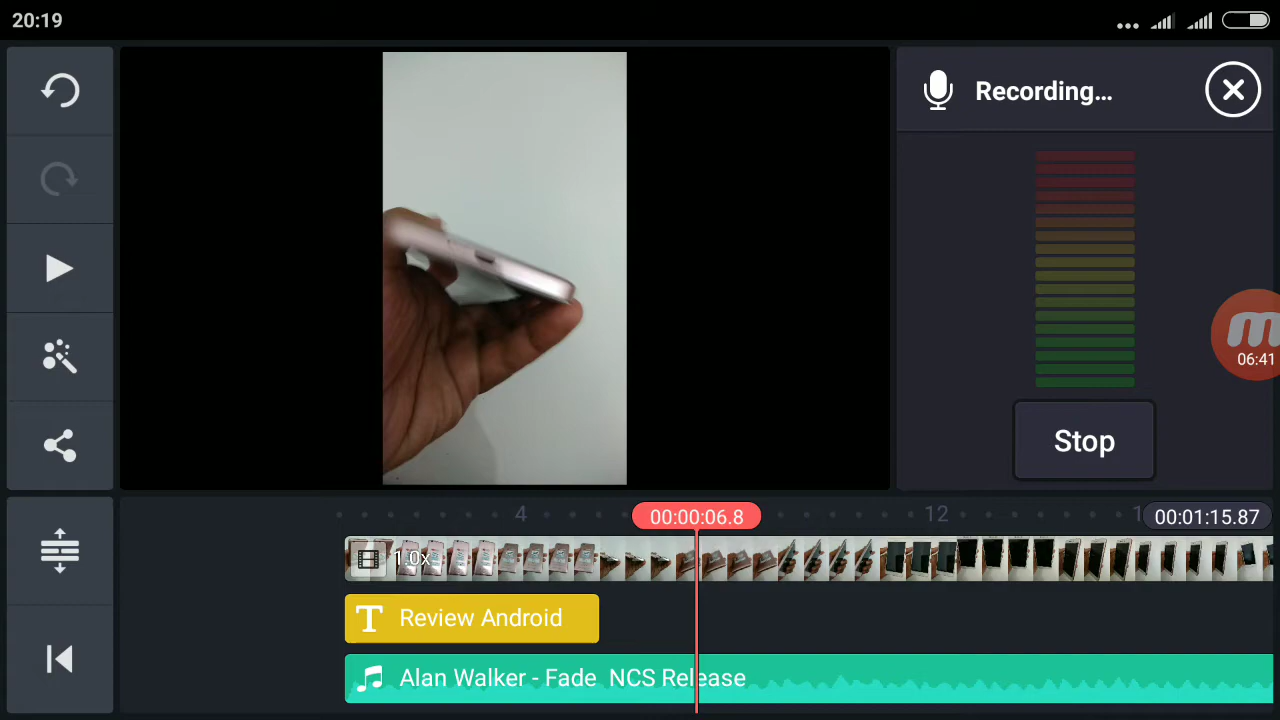 20:19
Recording...
m
06:41
Stop
4
00:00:06.8
12
1
00:01:15.87
1.0x
T Review Android
Alan Walker - Fade NCS Release